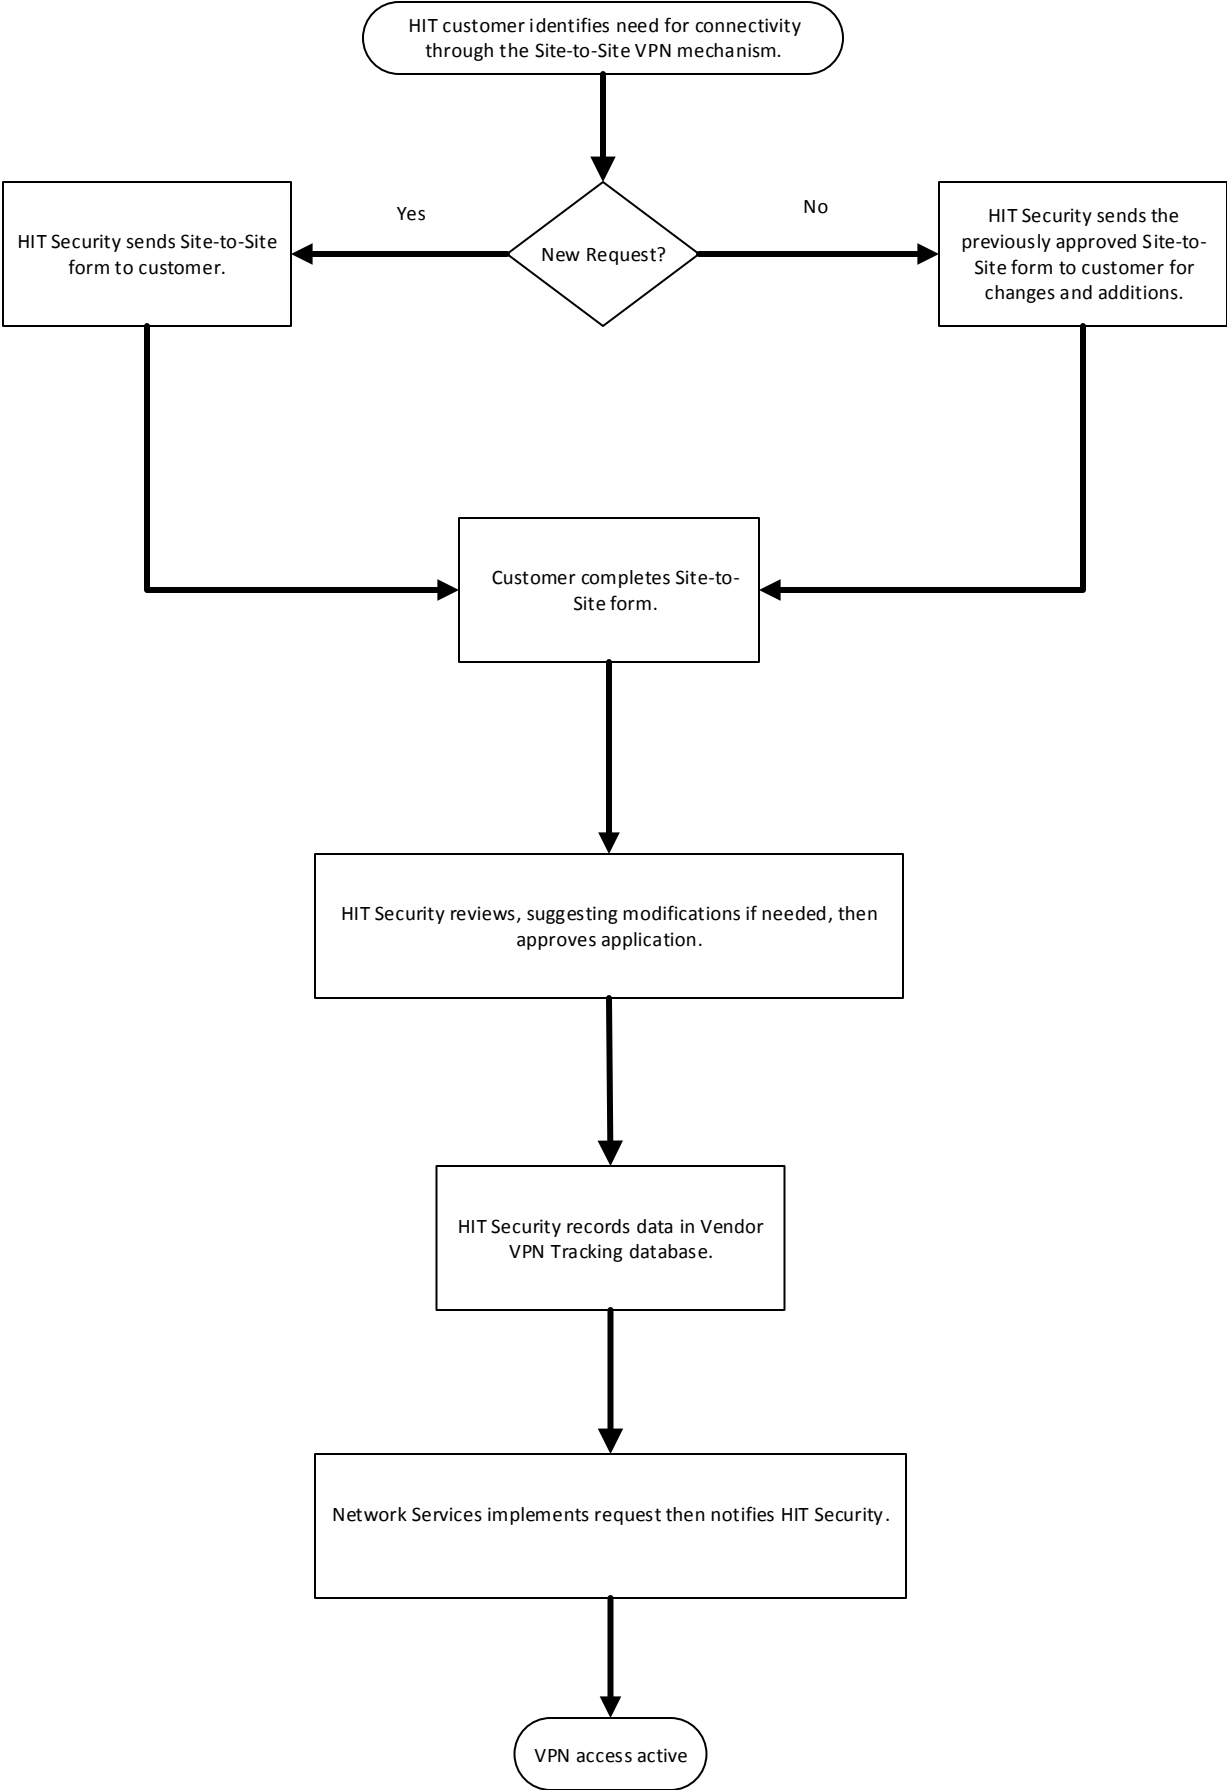 HIT customer identifies need for connectivity
through the Site-to-Site VPN mechanism.
Yes
No
HIT Security sends Site-to-Site
form to customer.
New Request?
HIT Security sends the
previously approved Site-to-
Site form to customer for
changes and additions.
Customer completes Site-to-
Site form.
HIT Security reviews, suggesting modifications if needed, then
approves application.
HIT Security records data in Vendor
VPN Tracking database.
Network Services implements request then notifies HIT Security.
VPN access active